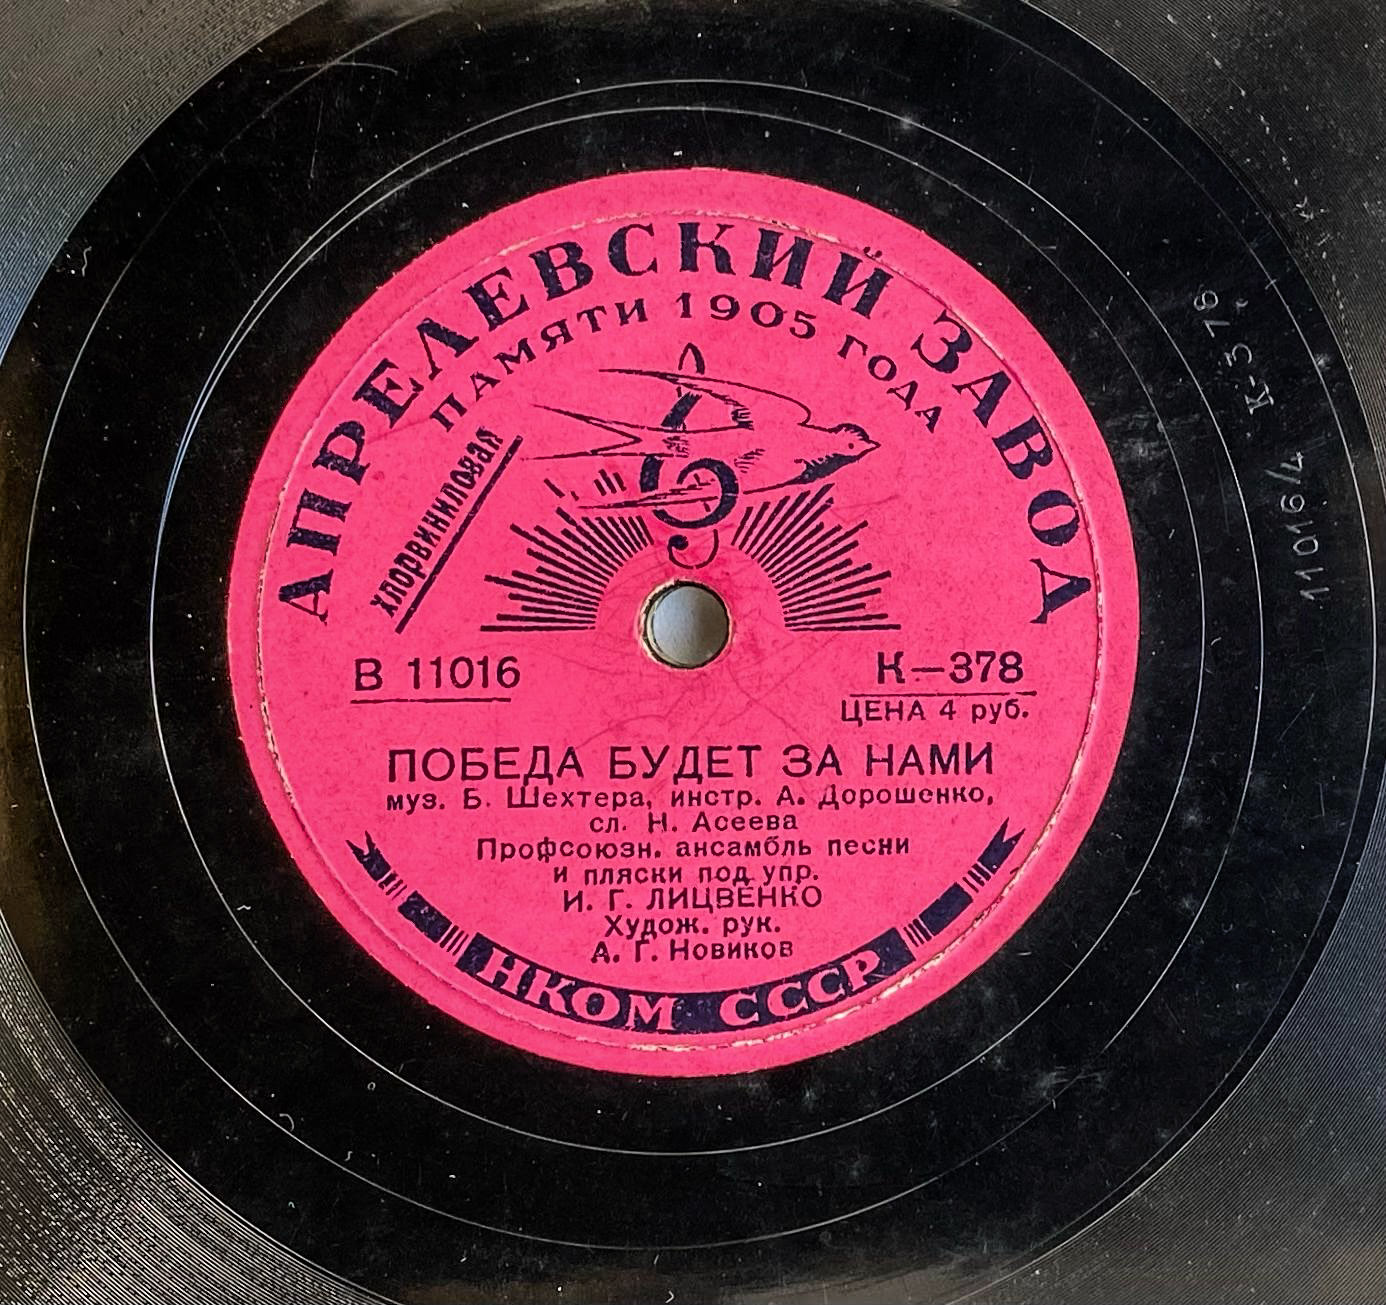 АПРЕЛЕВСКИЙ ЗАВОД
ПАМЯТИ 1905 ГОДА
хлорвиниловая
В 11016
К—378
ЦЕНА 4 руб.
ПОБЕДА БУДЕТ ЗА НАМИ
муз. Б. Шехтера, инстр. А. Дорошенко,
сл. Н. Асеева
Профсоюзн. ансамбль песни
и пляски под упр.
И. Г. ЛИЦВЕНКО
Худож. рук.
А. Г. Новиков
НКОМ СССР
К-378
11016/4